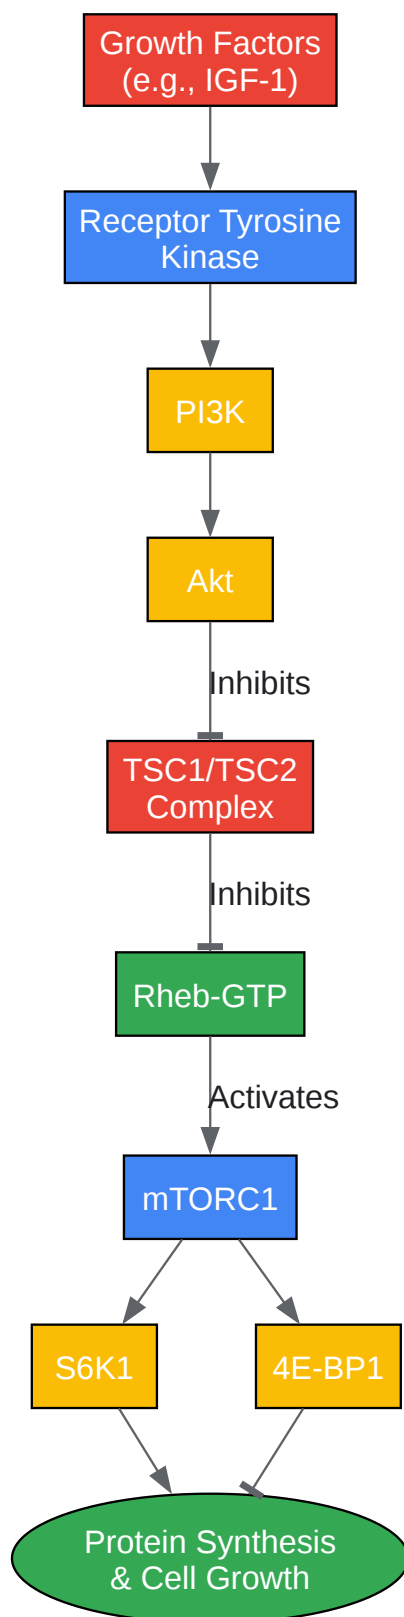 Growth Factors
(e.g., IGF-1)
Receptor Tyrosine
Kinase
PI3K
Akt
Inhibits
TSC1/TSC2
Complex
Inhibits
Rheb-GTP
Activates
mTORC1
S6K1
4E-BP1
Protein Synthesis
& Cell Growth